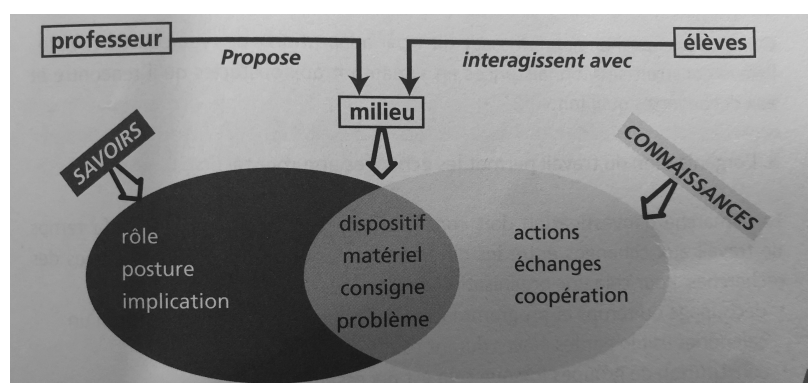 professeur
Propose
interagissent avec
élèves
milieu
SAVOIRS
CONNAISSANCES
rôle
posture
implication
dispositif
matériel
consigne
problème
actions
échanges
coopération